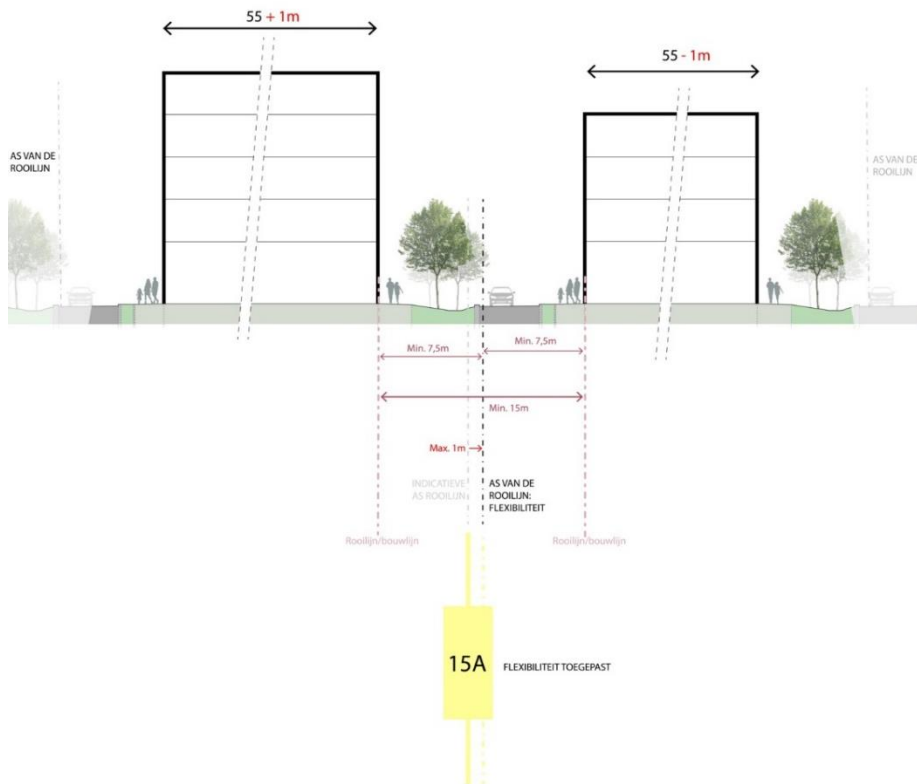 55 + 1m
55 - 1m
AS VAN DE
ROOILIJN
AS VAN DE
ROOILIJN
Min. 7,5m
Min. 7,5m
Min. 15m
Max. 1m
INDICATIEVE
AS ROOILIJN
AS VAN DE
ROOILIJN:
FLEXIBILITEIT
Rooilijn/bouwlijn
Rooilijn/bouwlijn
15A
FLEXIBILITEIT TOEGEPAST